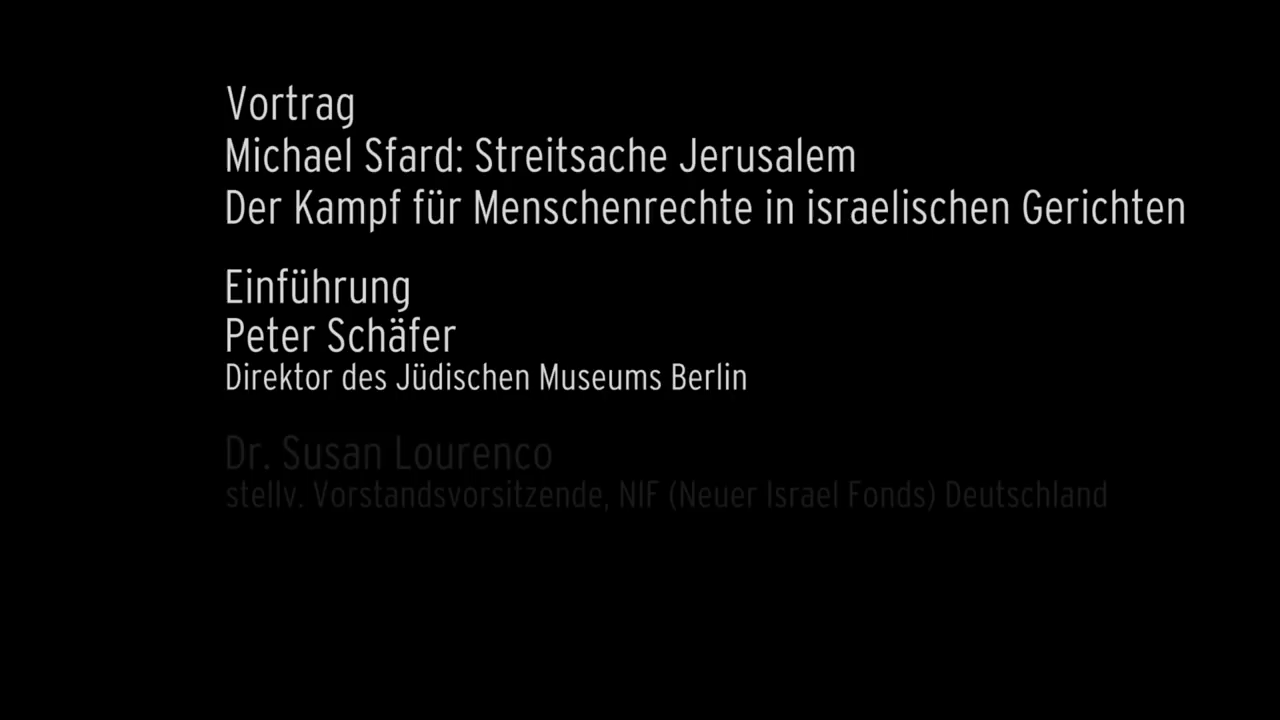 Vortrag
Michael Sfard: Streitsache Jerusalem
Der Kampf für Menschenrechte in israelischen Gerichten
Einführung
Peter Schäfer
Direktor des Jüdischen Museums Berlin
Dr. Susan Lourenco
stellv. Vorstandsvorsitzende, NIF (Neuer Israel Fonds) Deutschland